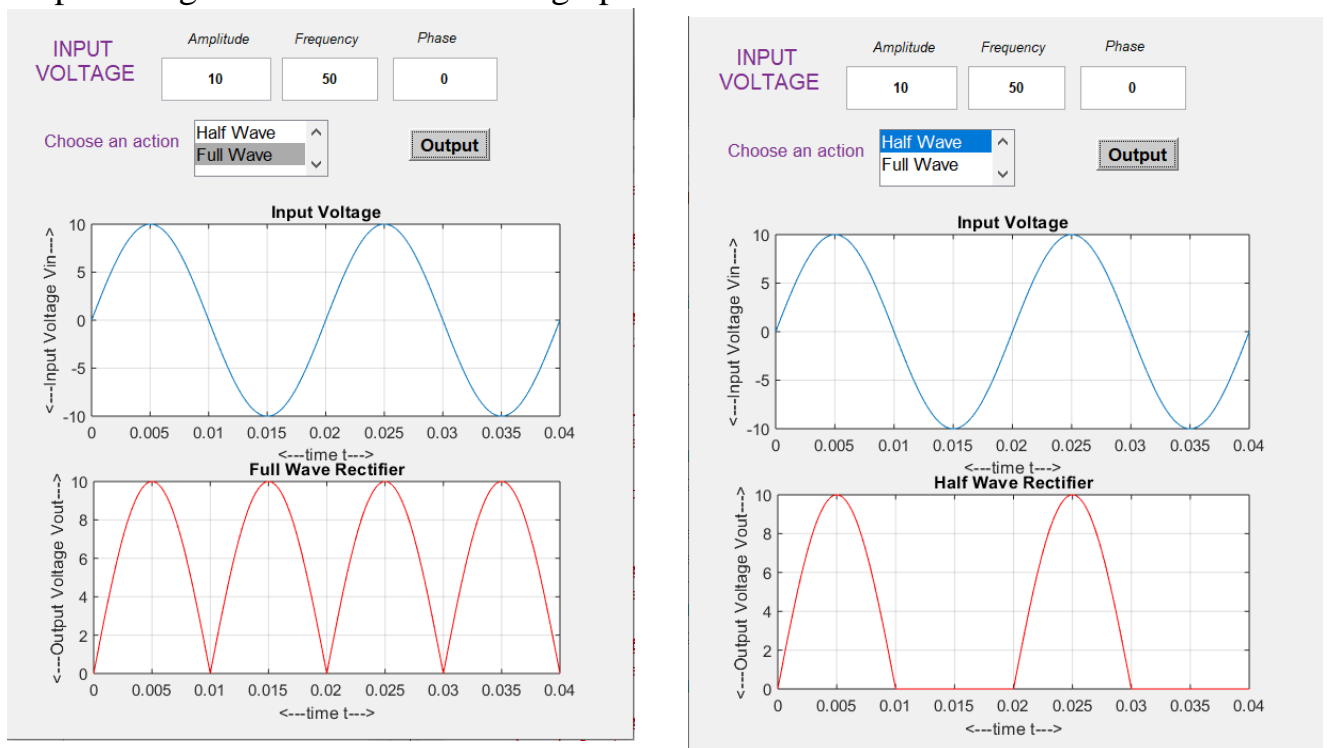 INPUT
VOLTAGE
Amplitude Frequency Phase
10 50 0
Choose an action
Half Wave
Full Wave
Output
Input Voltage
<---Input Voltage Vin--->
10
5
0
-5
-10
0 0.005 0.01 0.015 0.02 0.025 0.03 0.035 0.04
<---time t--->
Full Wave Rectifier
<---Output Voltage Vout--->
10
8
6
4
2
0
0 0.005 0.01 0.015 0.02 0.025 0.03 0.035 0.04
<---time t--->
INPUT
VOLTAGE
Amplitude Frequency Phase
10 50 0
Choose an action
Half Wave
Full Wave
Output
Input Voltage
<---Input Voltage Vin--->
10
5
0
-5
-10
0 0.005 0.01 0.015 0.02 0.025 0.03 0.035 0.04
<---time t--->
Half Wave Rectifier
<---Output Voltage Vout--->
10
8
6
4
2
0
0 0.005 0.01 0.015 0.02 0.025 0.03 0.035 0.04
<---time t--->